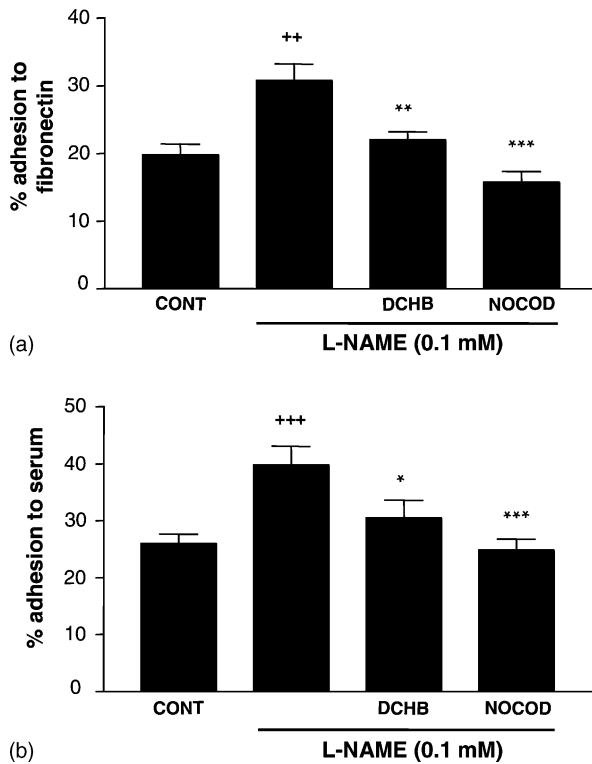 % adhesion to
fibronectin
40
30
20
10
0
++
**
***
CONT
DCHB
NOCOD
L-NAME (0.1 mM)
(a)
% adhesion to serum
50
40
30
20
10
0
+++
*
***
CONT
DCHB
NOCOD
L-NAME (0.1 mM)
(b)